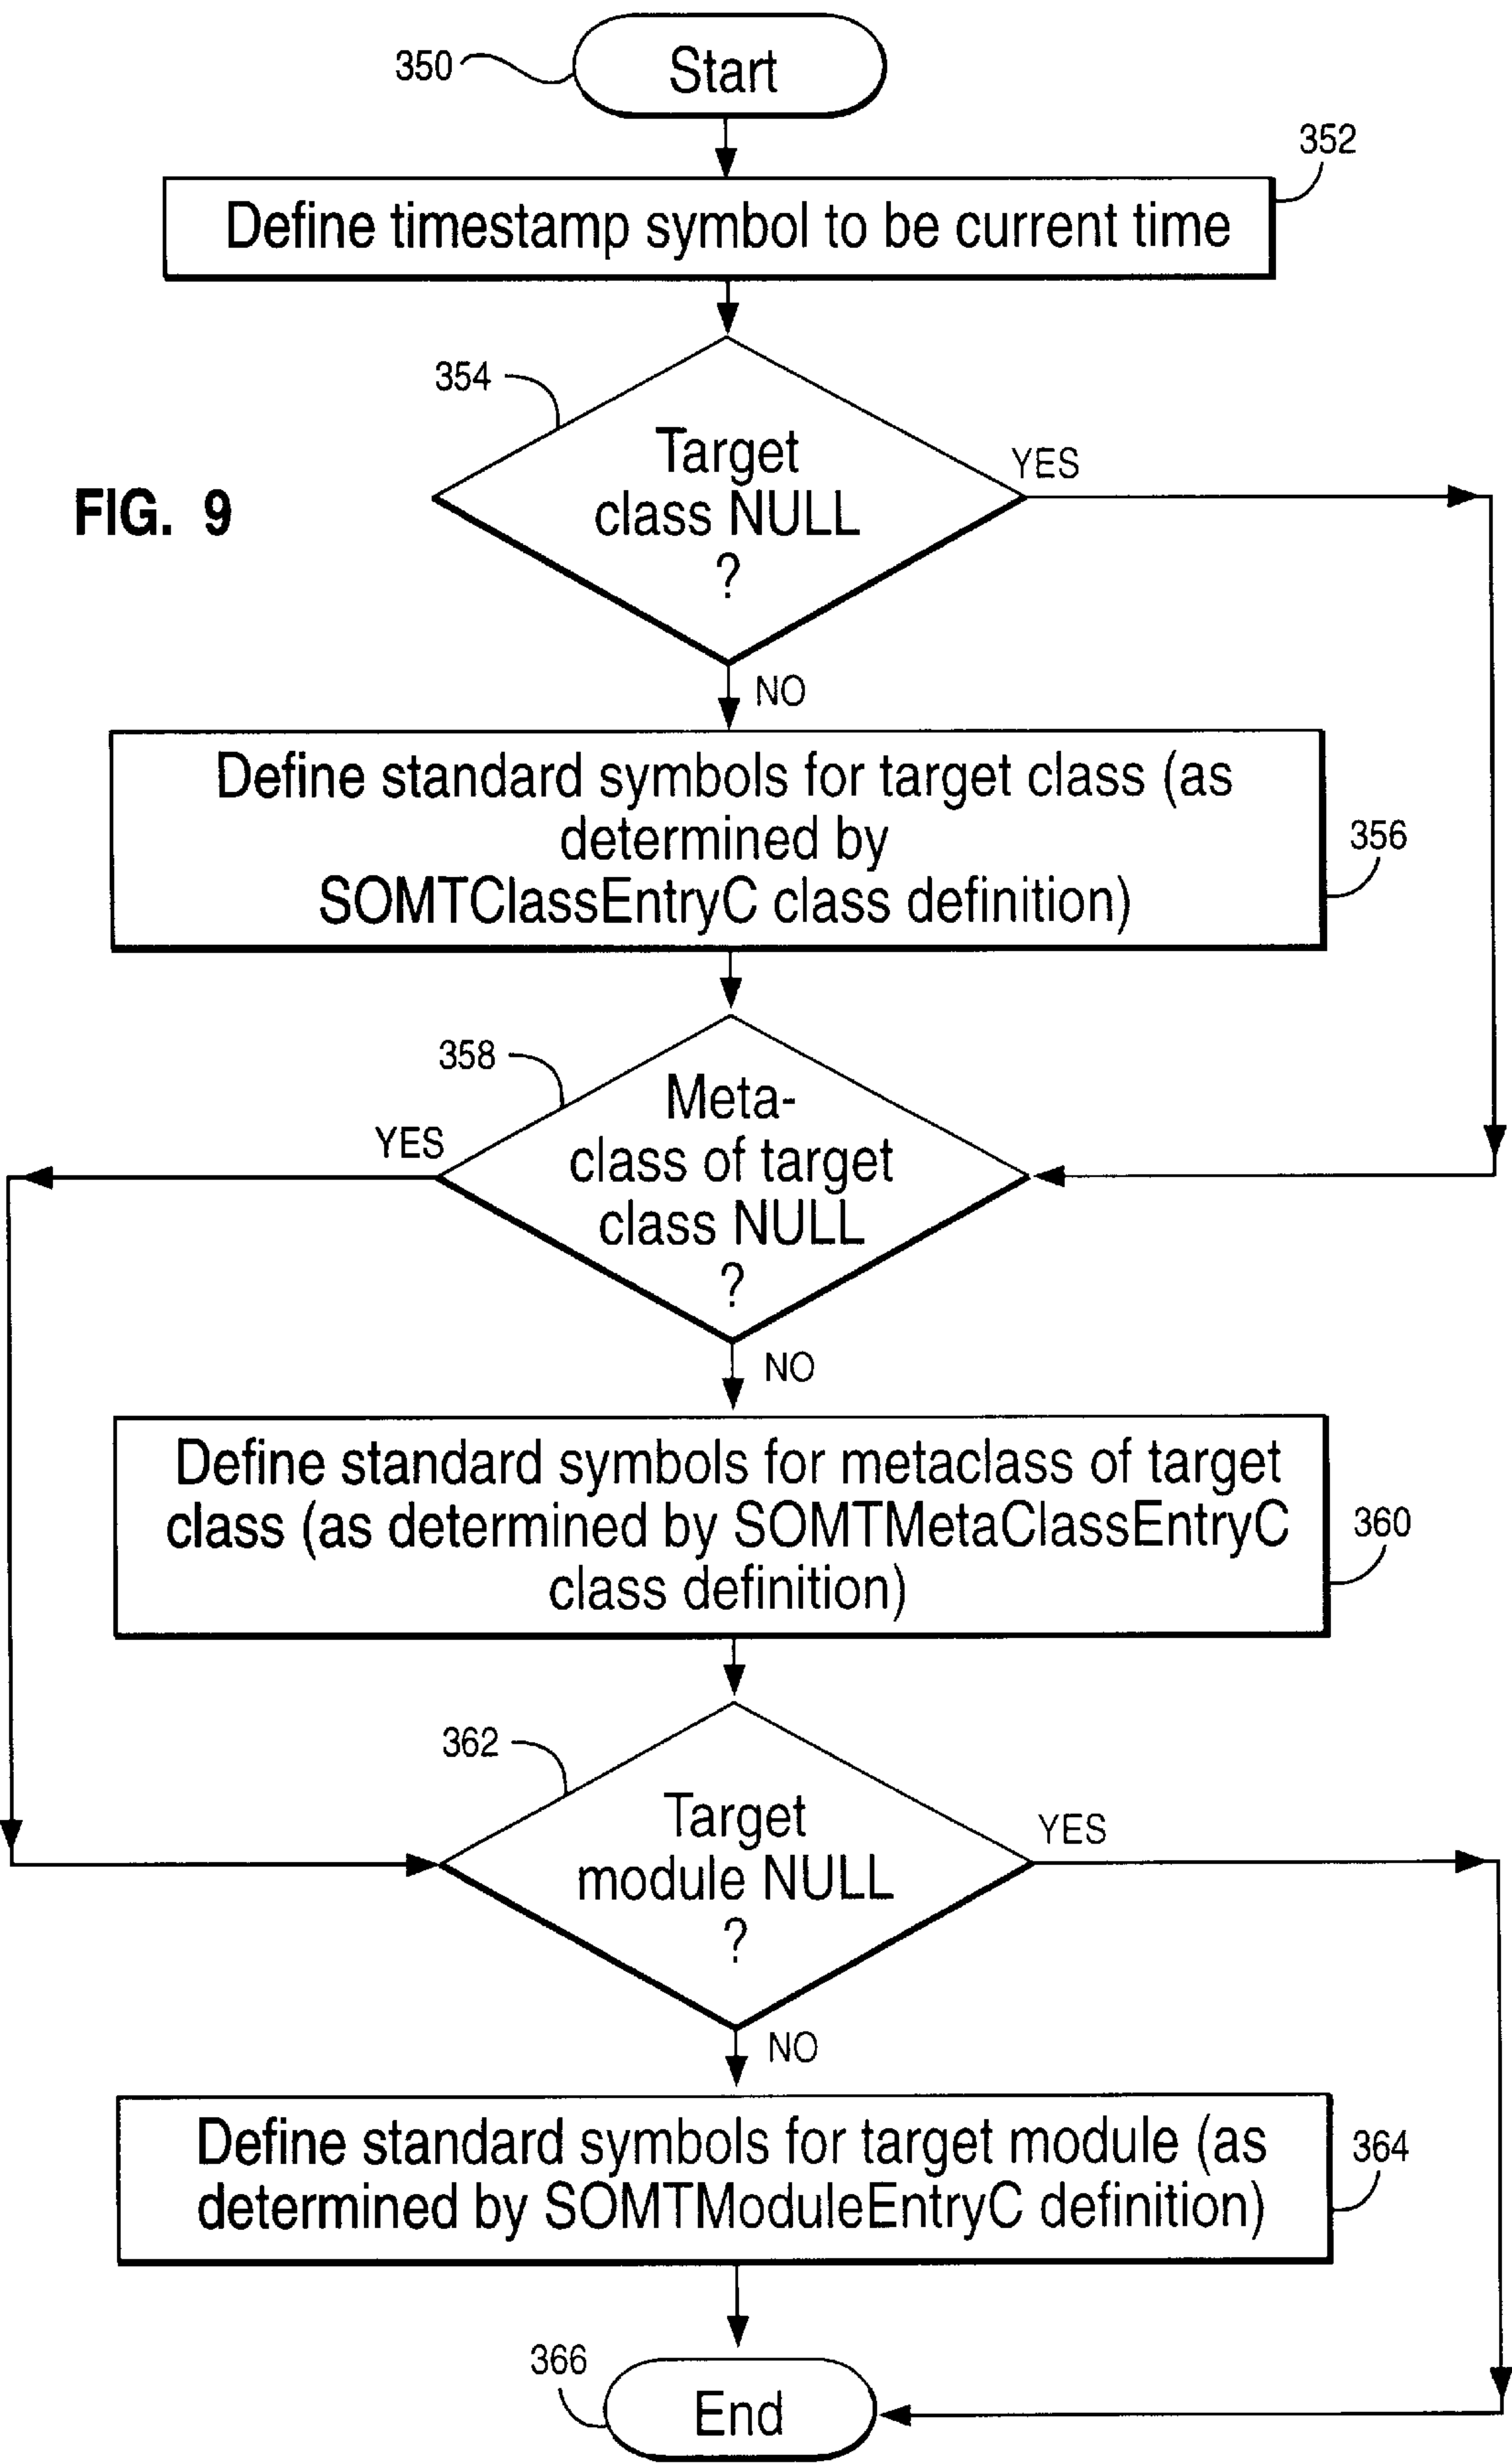 350
Start
352
Define timestamp symbol to be current time
354
Target
class NULL
?
YES
FIG. 9
NO
Define standard symbols for target class (as
determined by
SOMTClassEntryC class definition)
356
358
Meta-
class of target
class NULL
?
YES
NO
Define standard symbols for metaclass of target
class (as determined by SOMTMetaClassEntryC
class definition)
360
362
Target
module NULL
?
YES
NO
Define standard symbols for target module (as
determined by SOMTModuleEntryC definition)
364
366
End